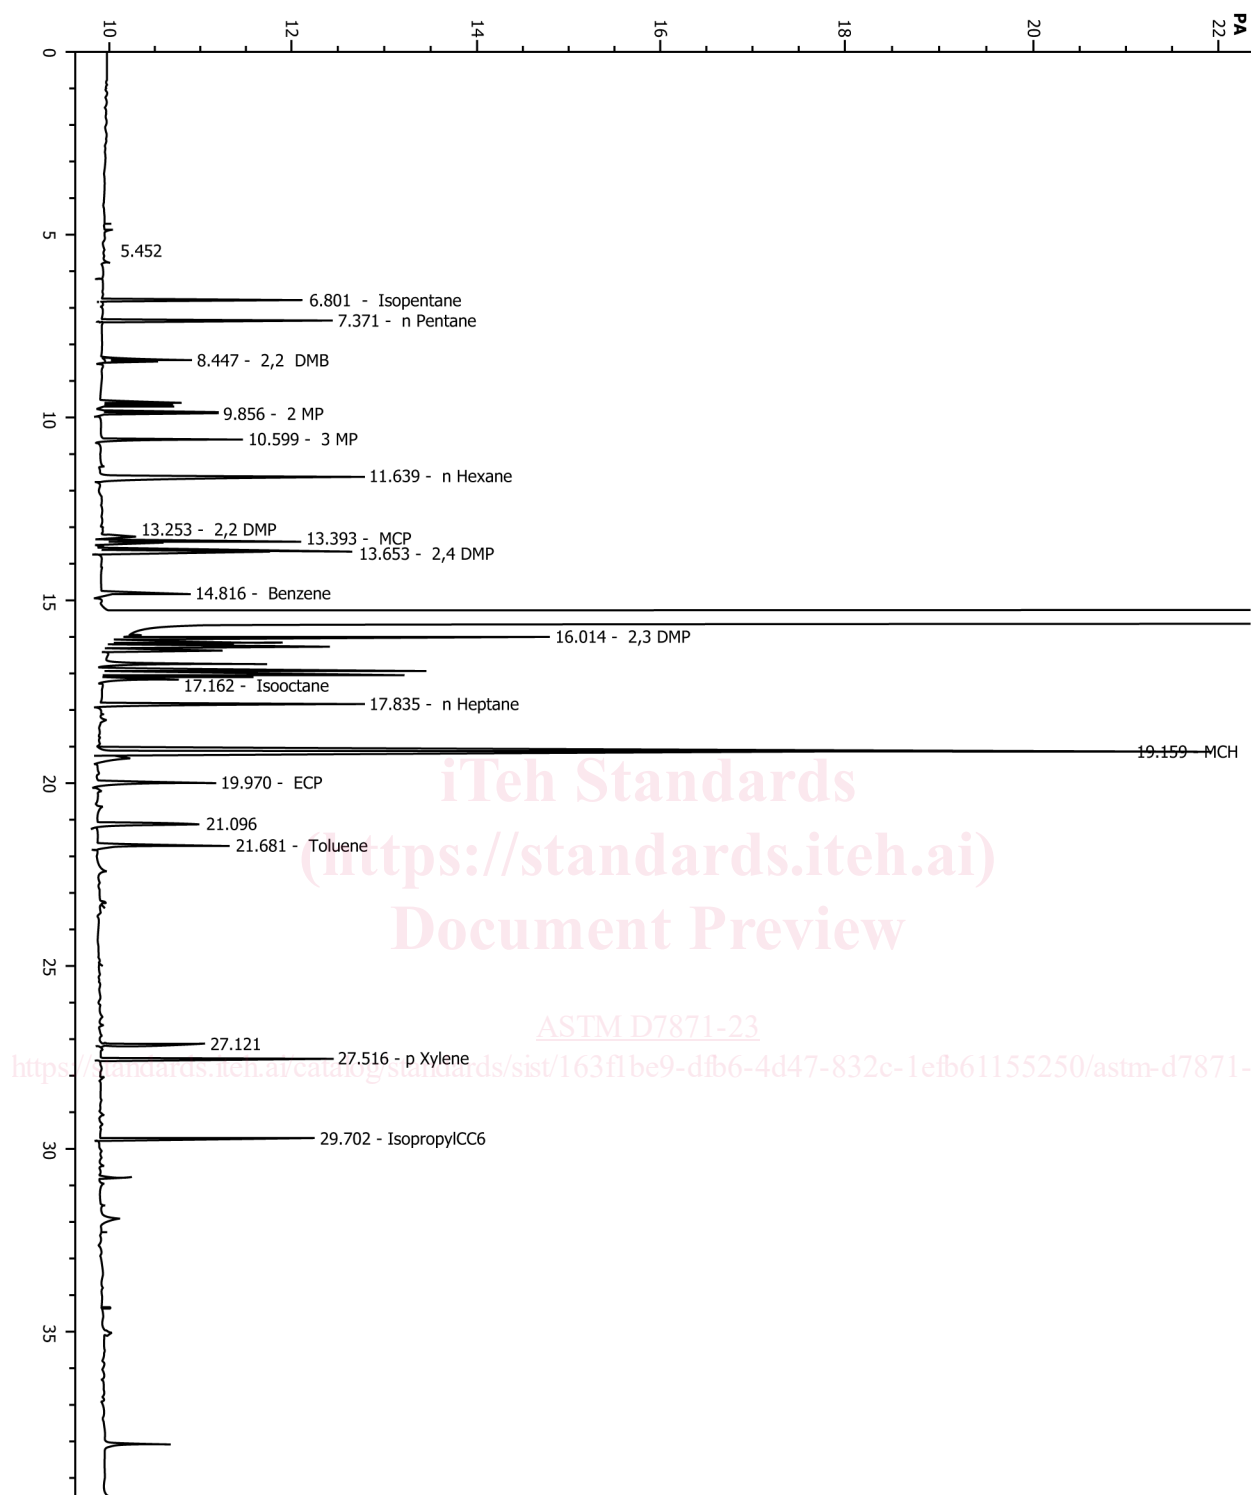 PA
10
12
14
16
18
20
22
0
5.452
5
6.801 - Isopentane
7.371 - n Pentane
8.447 - 2,2 DMB
9.856 - 2 MP
10
10.599 - 3 MP
11.639 - n Hexane
13.253 - 2,2 DMP
13.393 - MCP
13.653 - 2,4 DMP
14.816 - Benzene
15
16.014 - 2,3 DMP
17.162 - Isooctane
17.835 - n Heptane
19.159 - MCH
iTeh Standards
20
19.970 - ECP
21.096
21.681 - Toluene
(https://standards.iteh.ai)
Document Preview
25
ASTM D7871-23
27.121
27.516 - p Xylene
https://standards.iteh.ai/catalog/standards/sist/163f1be9-dfb6-4d47-832c-1efb61155250/astm-d7871-
29.702 - IsopropylCC6
30
35